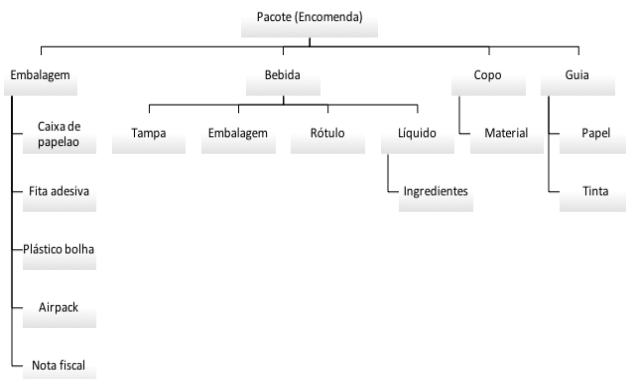 Pacote (Encomenda)
Embalagem
Bebida
Copo
Guia
Caixa de
papelao
Tampa
Embalagem
Rótulo
Líquido
Material
Papel
Fita adesiva
Ingredientes
Tinta
Plástico bolha
Airpack
Nota fiscal